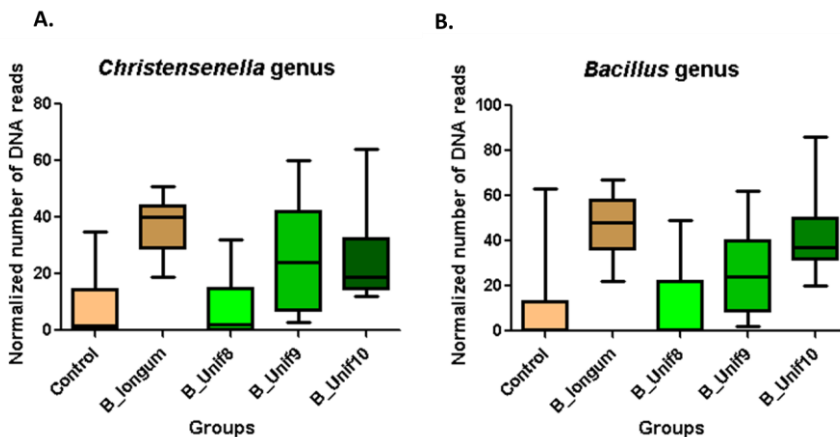 A.
Christensenella genus
Normalized number of DNA reads
80
60
40
20
0
Control
B_longum
B_Unif8
B_Unif9
B_Unif10
Groups
B.
Bacillus genus
Normalized number of DNA reads
100
80
60
40
20
0
Control
B_longum
B_Unif8
B_Unif9
B_Unif10
Groups